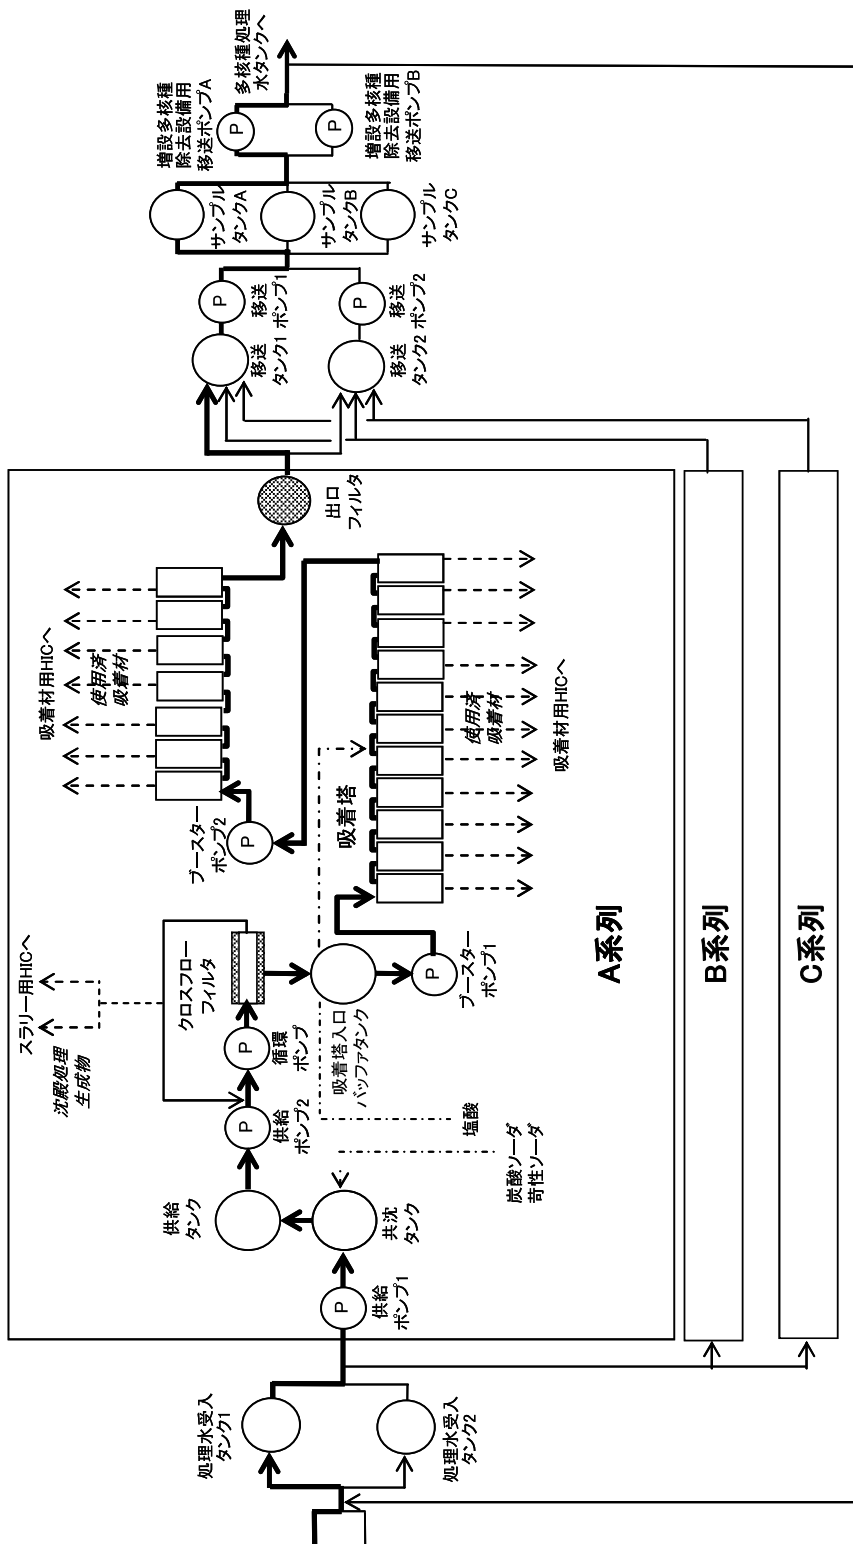 処理水受入
タンク1
処理水受入
タンク2
P
供給
ポンプ1
共沈
タンク
供給
タンク
炭酸ソーダ
苛性ソーダ
塩酸
P
供給
ポンプ2
P
循環
ポンプ
クロスフロー
フィルタ
スラリー用HICへ
沈殿処理
生成物
吸着塔入口
バッファタンク
P
ブースター
ポンプ1
吸着塔
使用済
吸着材
吸着材用HICへ
P
ブースター
ポンプ2
使用済
吸着材
吸着材用HICへ
出口
フィルタ
A系列
B系列
C系列
移送
タンク1
P
移送
ポンプ1
移送
タンク2
P
移送
ポンプ2
サンプル
タンクA
サンプル
タンクB
サンプル
タンクC
P
増設多核種
除去設備用
移送ポンプA
P
増設多核種
除去設備用
移送ポンプB
多核種処理
水タンクへ